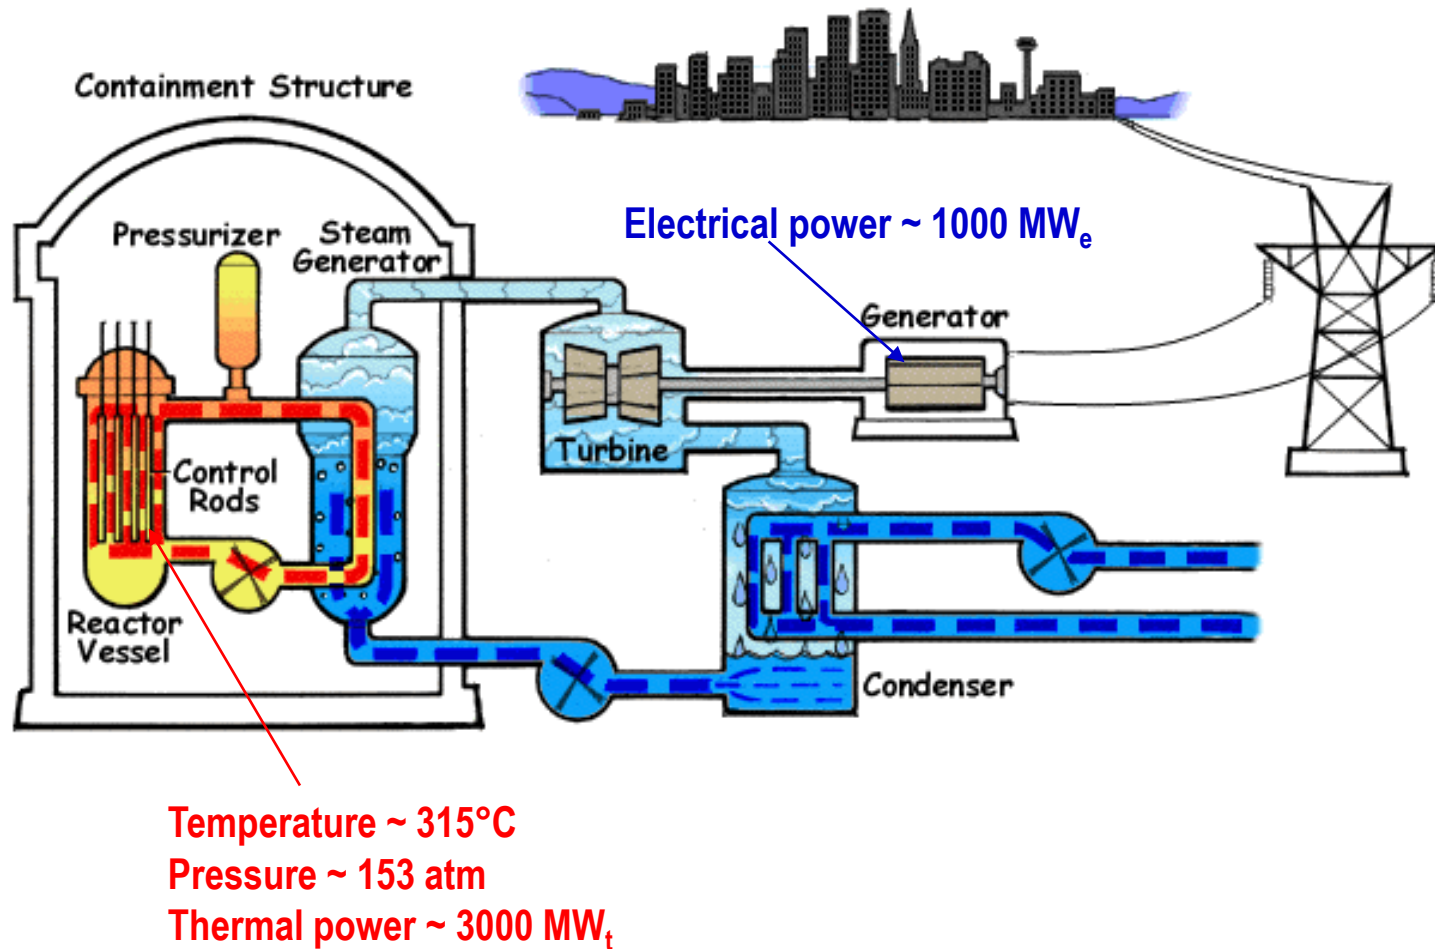 Containment Structure
Pressurizer
Steam
Generator
Electrical power ~ 1000 MWe
Generator
Turbine
Control
Rods
Reactor
Vessel
Condenser
Temperature ~ 315°C
Pressure ~ 153 atm
Thermal power ~ 3000 MWt